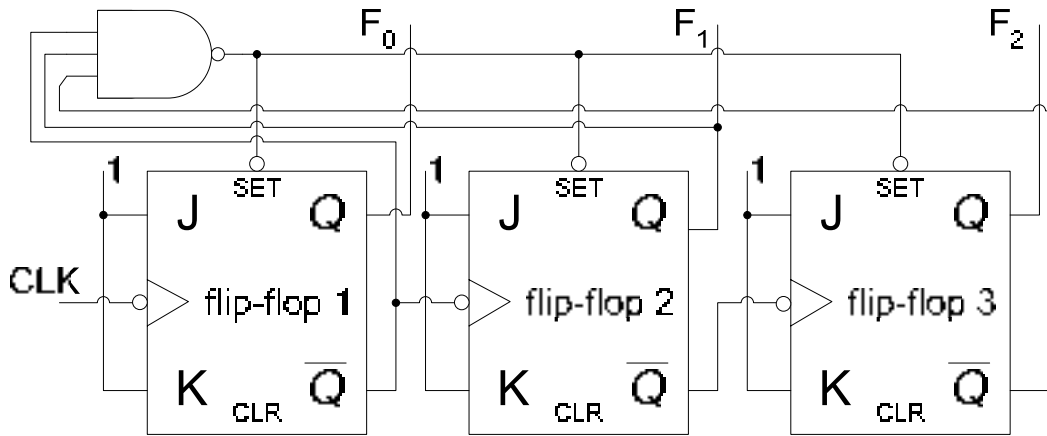 F0 F1 F2
1 1 1
SET SET SET
J Q J Q J Q
CLK flip-flop 1 flip-flop 2 flip-flop 3
K Q̅ K Q̅ K Q̅
CLR CLR CLR